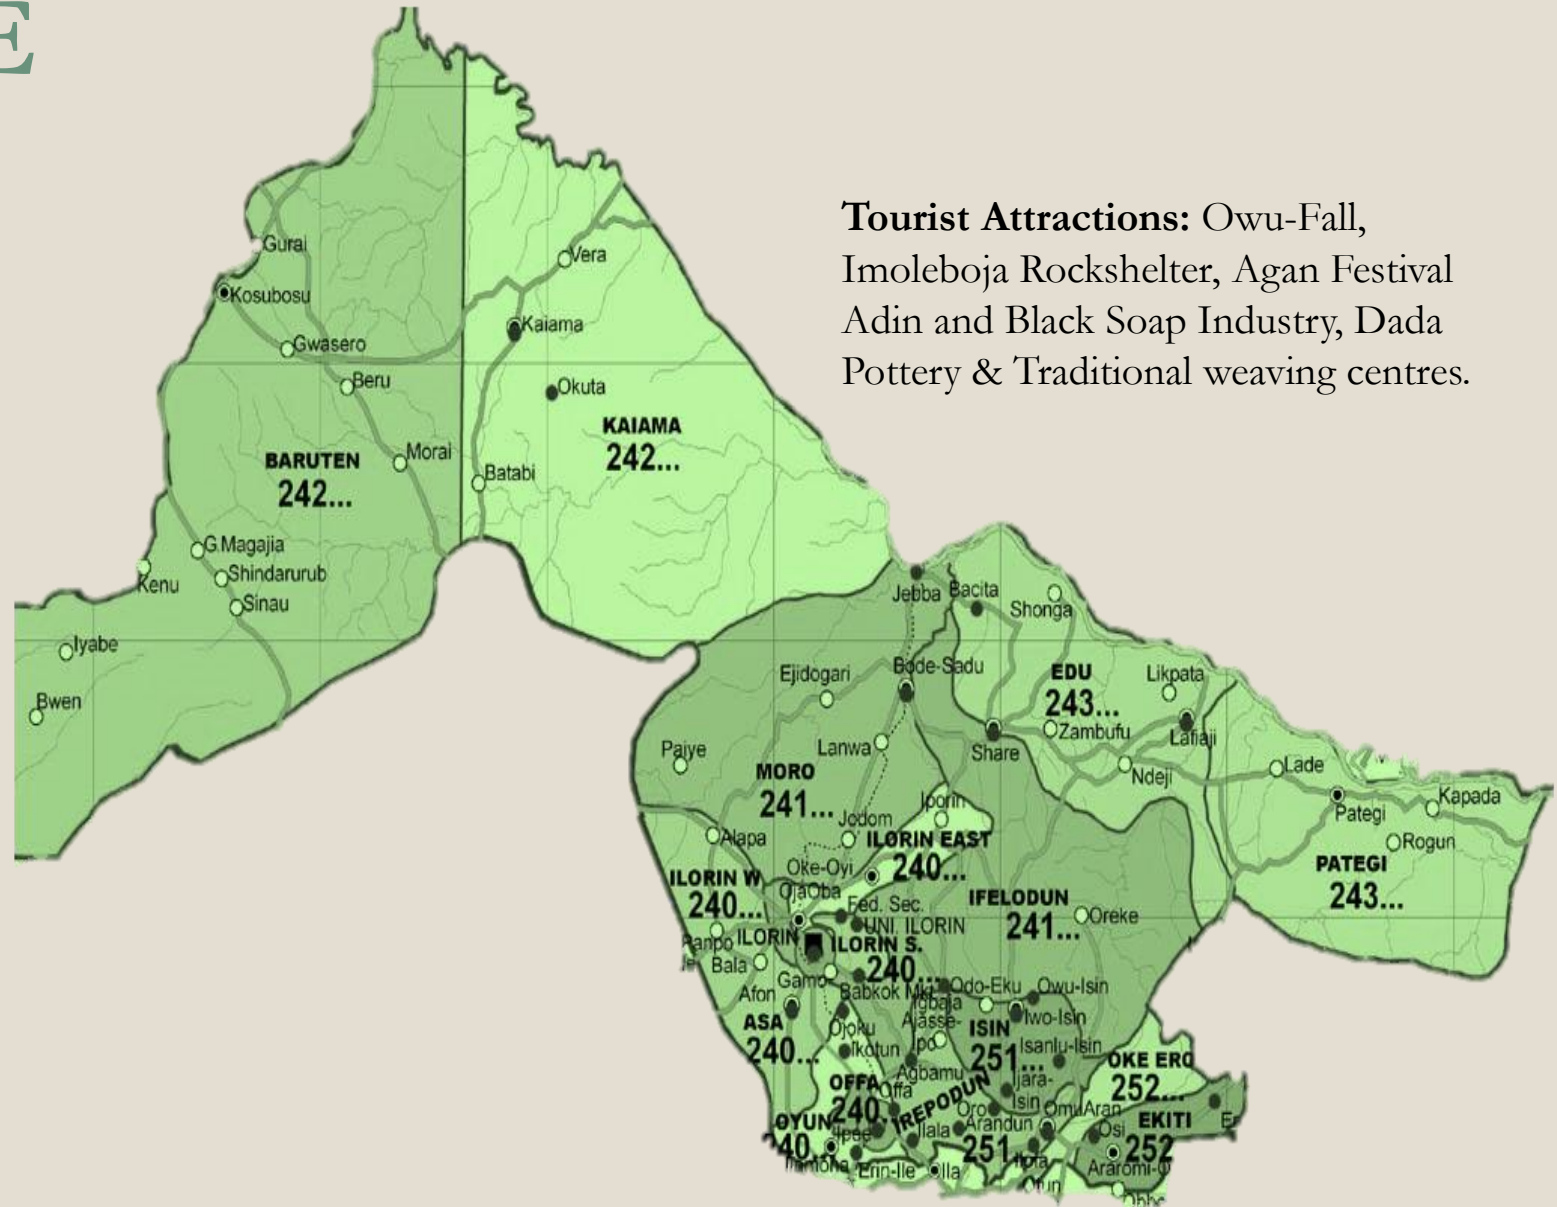 E
Tourist Attractions: Owu-Fall,
Imoleboja Rockshelter, Agan Festival
Adin and Black Soap Industry, Dada
Pottery & Traditional weaving centres.
Gurai
Kosubosu
Gwasero
Beru
Morai
BARUTEN
242...
G.Magajia
Shindarurub
Sinau
Kenu
Iyabe
Bwen
Vera
Kaiama
Okuta
KAIAMA
242...
Batabi
Jebba
Bacita
Shonga
Bode-Sadu
Ejidogari
Lanwa
Paiye
MORO
241...
Jodom
Alapa
EDU
243...
Likpata
Zambufu
Lafiaji
Share
Ndeji
Lade
Pategi
Kapada
Rogun
PATEGI
243...
Iporin
ILORIN EAST
240...
Oke-Oyi
OjaOba
ILORIN W
240...
Fed. Sec.
UNI. ILORIN
IFELODUN
241...
Oreke
ILORIN
ILORIN S.
240...
Bala
Gamo
Afon
ASA
240...
Babkok
Odo-Eku
Owu-Isin
Igbaja
Iwo-Isin
Ajasse-
Ipo
ISIN
251...
Isanlu-Isin
Ojoku
Ikotun
Agbamu
OFFA
240
Offa
IREPODUN
Ijara-
Isin
Oro
OmuAran
Arandun
251
OYUN
Ilala
Erin-Ile
Illa
OKE ERO
252...
EKITI
252
Osi